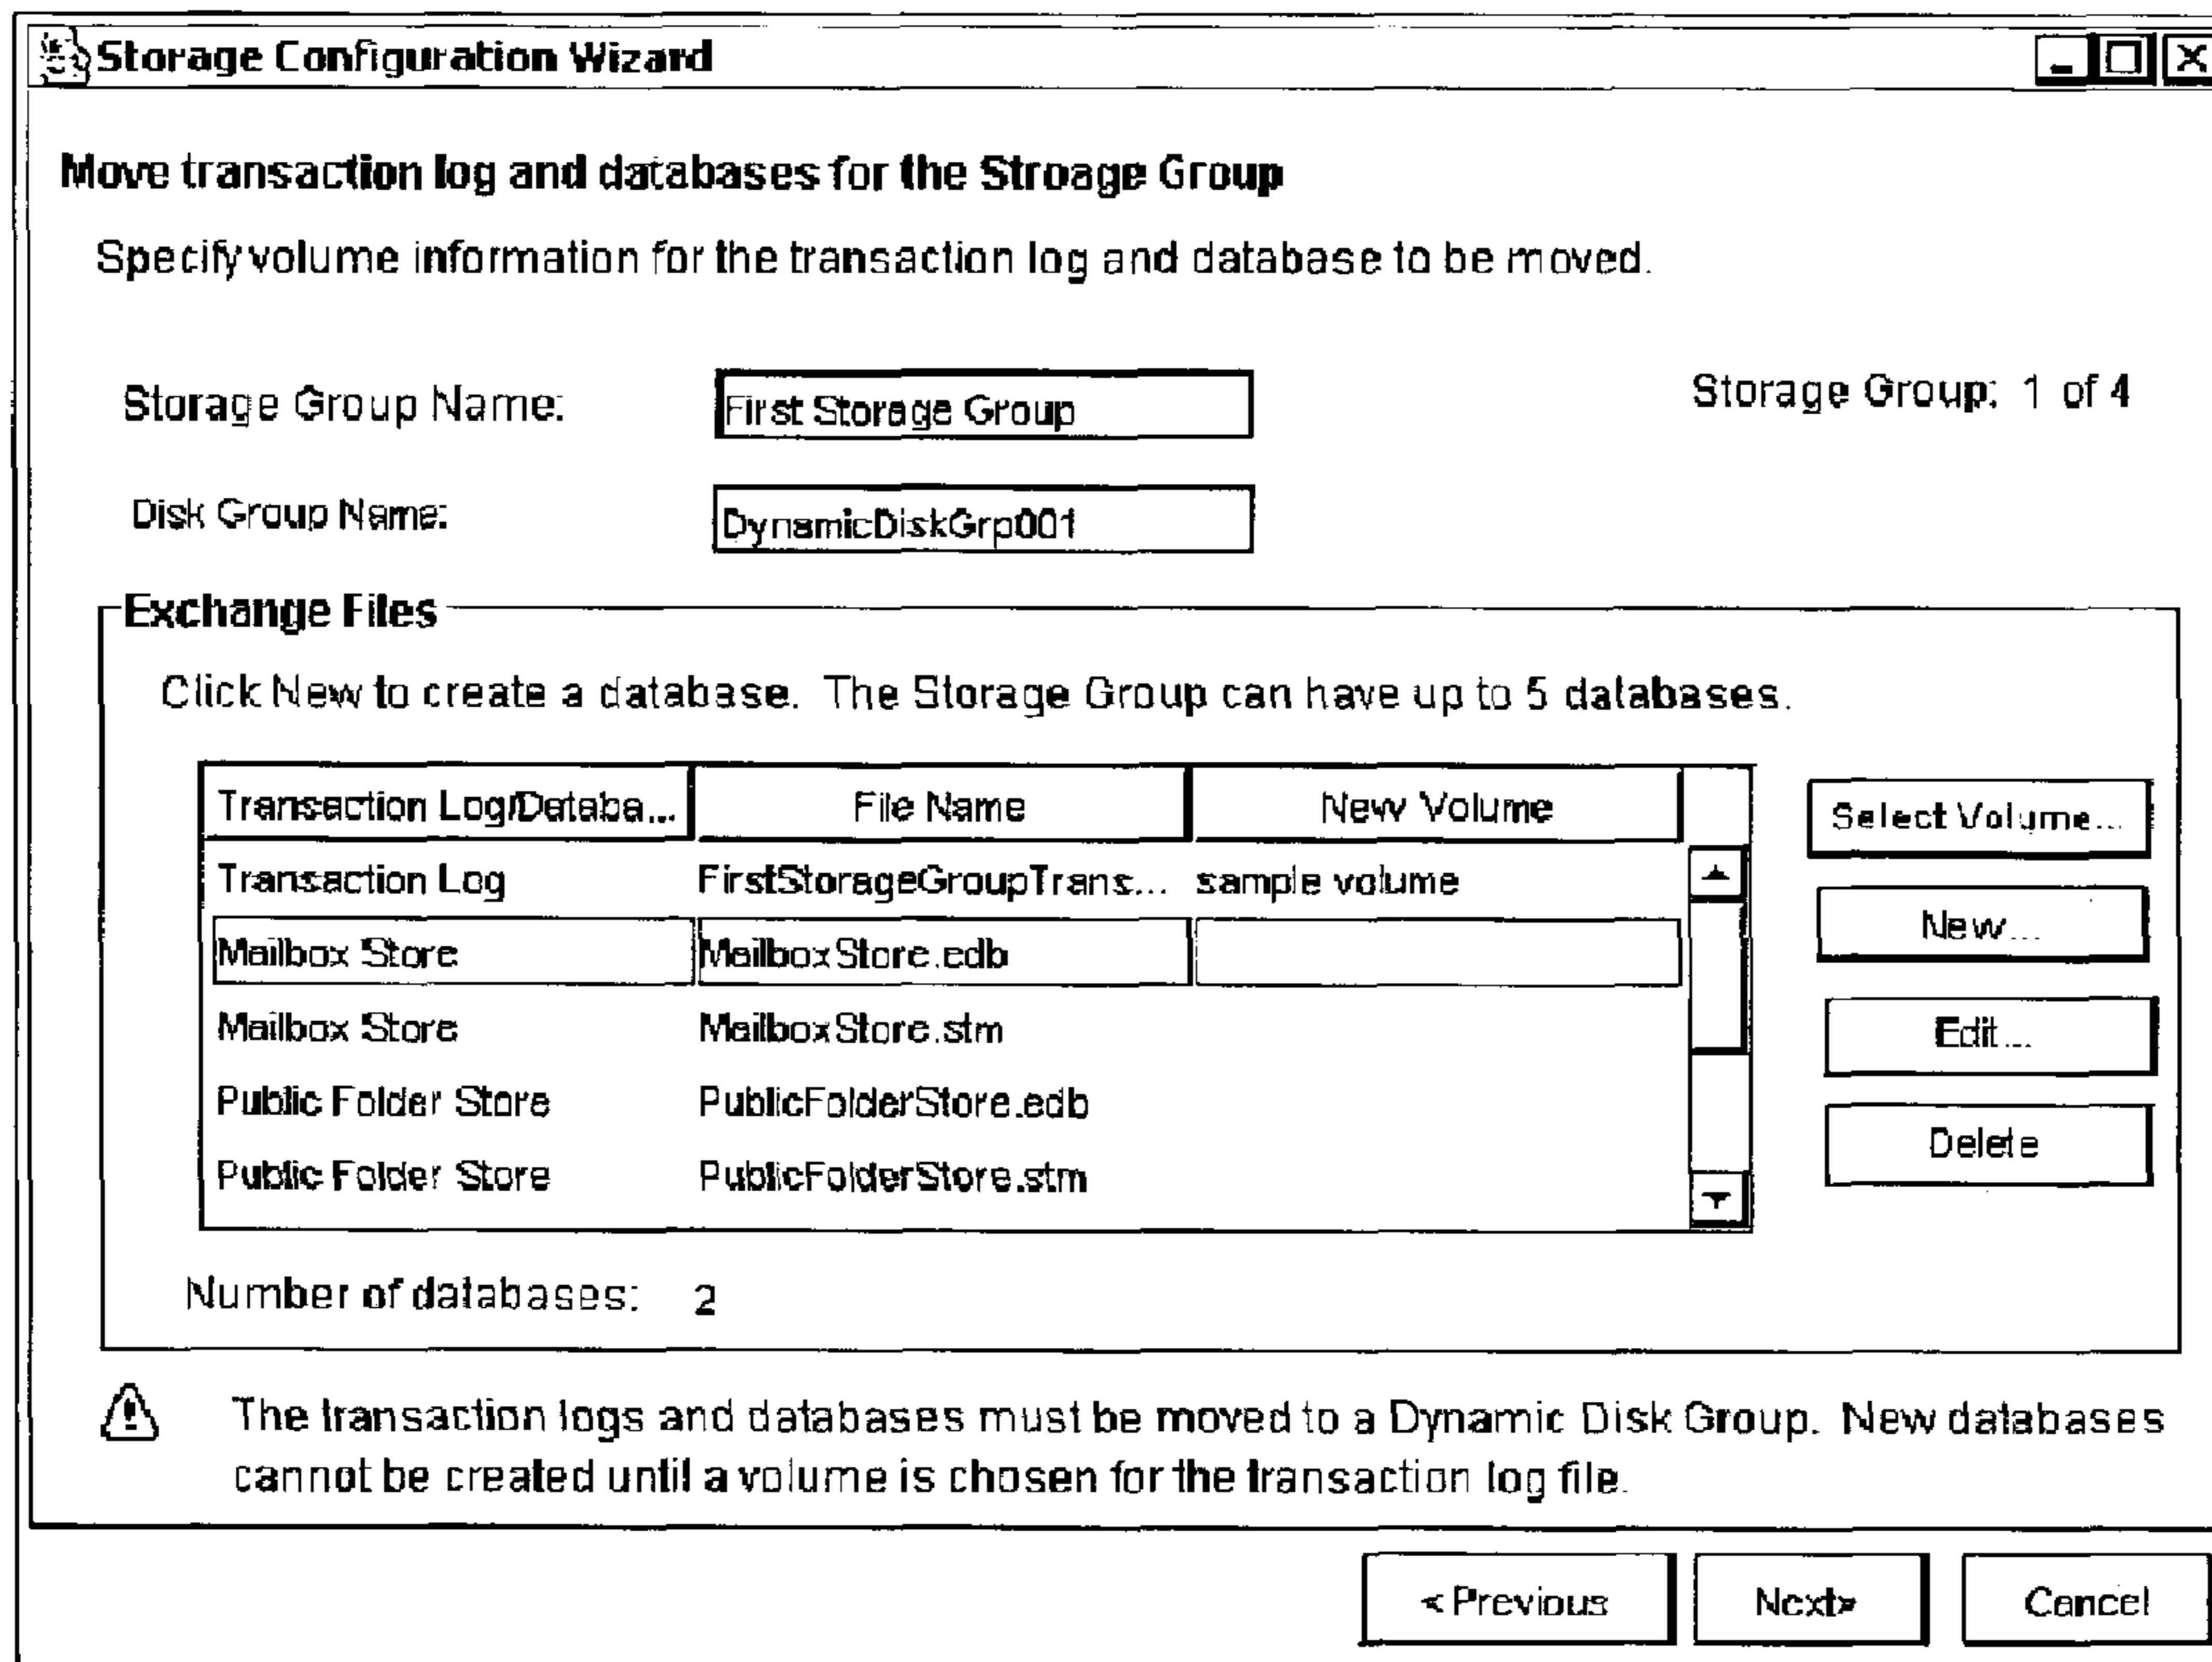 Storage Configuration Wizard
Move transaction log and databases for the Stroage Group
Specify volume information for the transaction log and database to be moved.
Storage Group Name: First Storage Group Storage Group: 1 of 4
Disk Group Name: DynamicDiskGrp001
Exchange Files
Click New to create a database. The Storage Group can have up to 5 databases.
Transaction Log/Databa... File Name New Volume Select Volume...
Transaction Log FirstStorageGroupTrans... sample volume
Mailbox Store MailboxStore.edb New...
Mailbox Store MailboxStore.stm Edit...
Public Folder Store PublicFolderStore.edb Delete
Public Folder Store PublicFolderStore.stm
Number of databases: 2
The transaction logs and databases must be moved to a Dynamic Disk Group. New databases
cannot be created until a volume is chosen for the transaction log file.
< Previous Next> Cancel